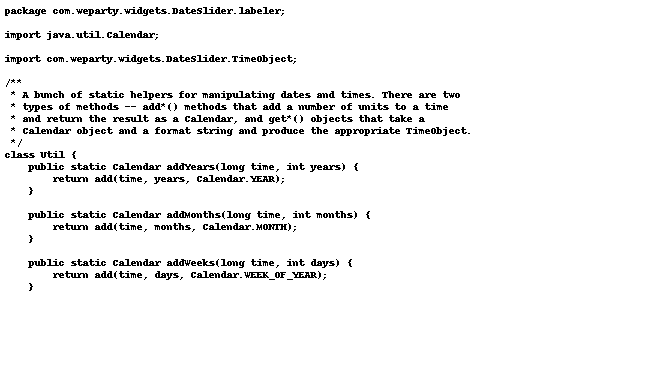 package com.weparty.widgets.DateSlider.labeler;
import java.util.Calendar;
import com.weparty.widgets.DateSlider.TimeObject;
/**
 * A bunch of static helpers for manipulating dates and times. There are two
 * types of methods -- add*() methods that add a number of units to a time
 * and return the result as a Calendar, and get*() objects that take a
 * Calendar object and a format string and produce the appropriate TimeObject.
 */
class Util {
    public static Calendar addYears(long time, int years) {
        return add(time, years, Calendar.YEAR);
    }
    public static Calendar addMonths(long time, int months) {
        return add(time, months, Calendar.MONTH);
    }
    public static Calendar addWeeks(long time, int days) {
        return add(time, days, Calendar.WEEK_OF_YEAR);
    }